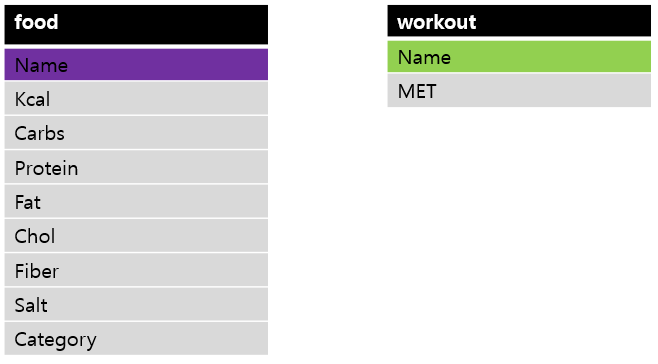 food
Name
Kcal
Carbs
Protein
Fat
Chol
Fiber
Salt
Category
workout
Name
MET